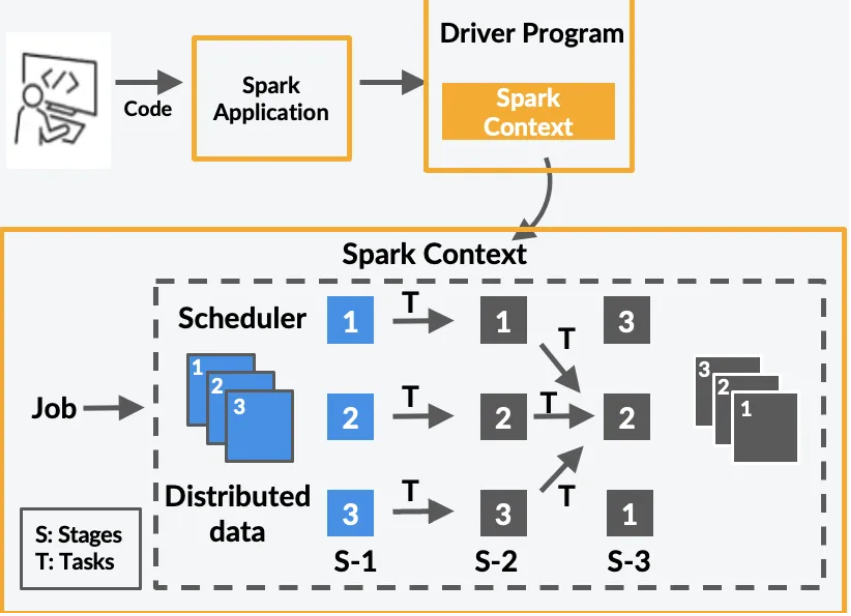 Driver Program
</>
Code
Spark
Application
Spark
Context
Spark Context
Scheduler
1
T
1
T
3
1
2
3
Job
2
T
2
T
2
3
2
1
Distributed
data
3
T
3
T
1
S: Stages
T: Tasks
S-1
S-2
S-3